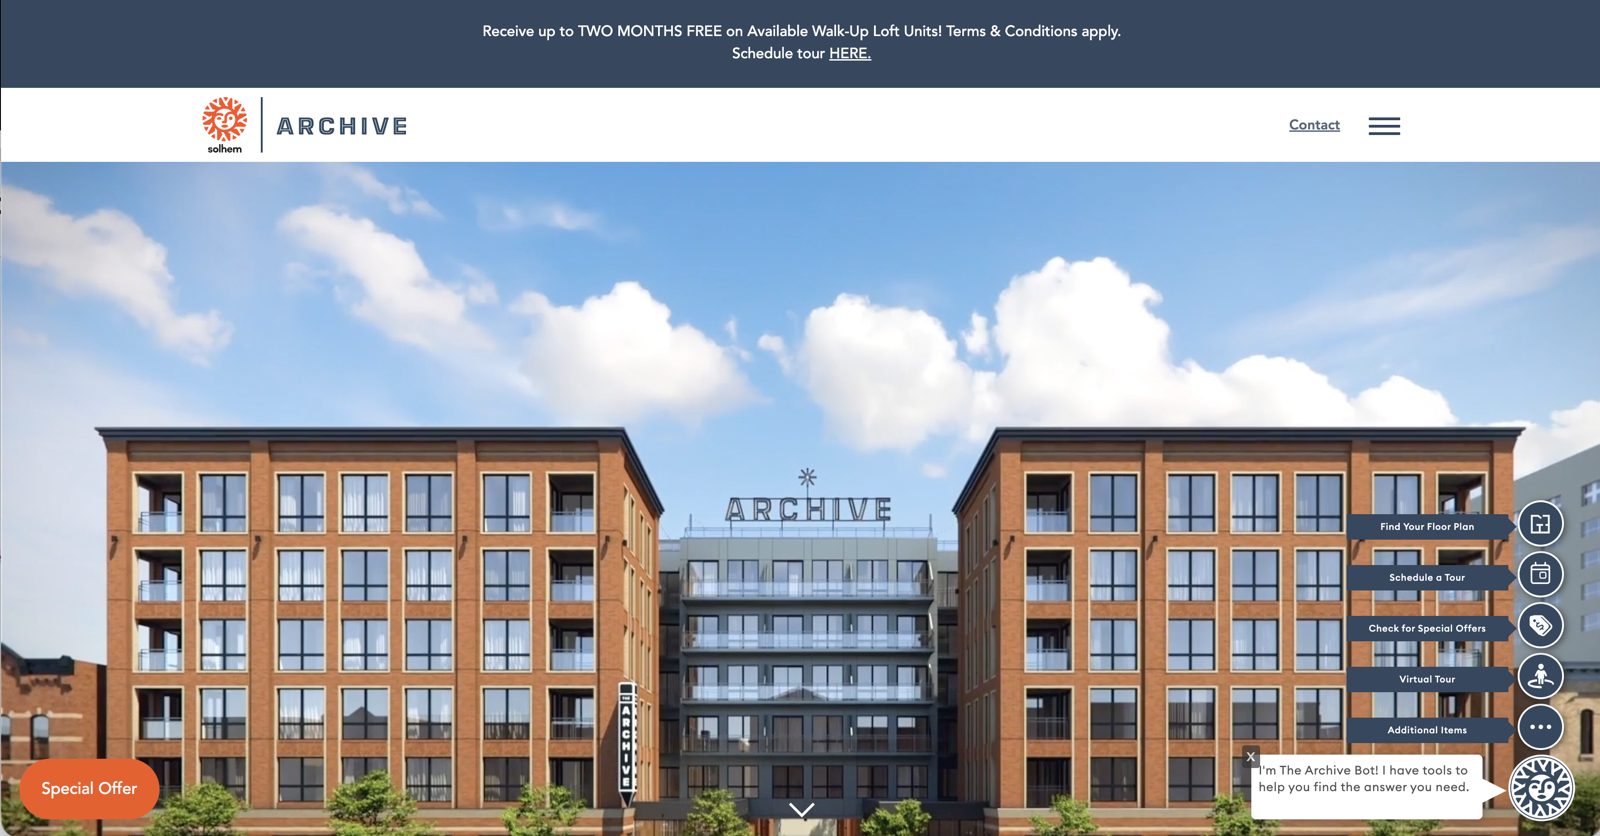 Receive up to TWO MONTHS FREE on Available Walk-Up Loft Units! Terms & Conditions apply.
Schedule tour HERE.
solhem
ARCHIVE
Contact
ARCHIVE
THE ARCHIVE
Find Your Floor Plan
Schedule a Tour
Check for Special Offers
Virtual Tour
Additional Items
X
I'm The Archive Bot! I have tools to
help you find the answer you need.
Special Offer